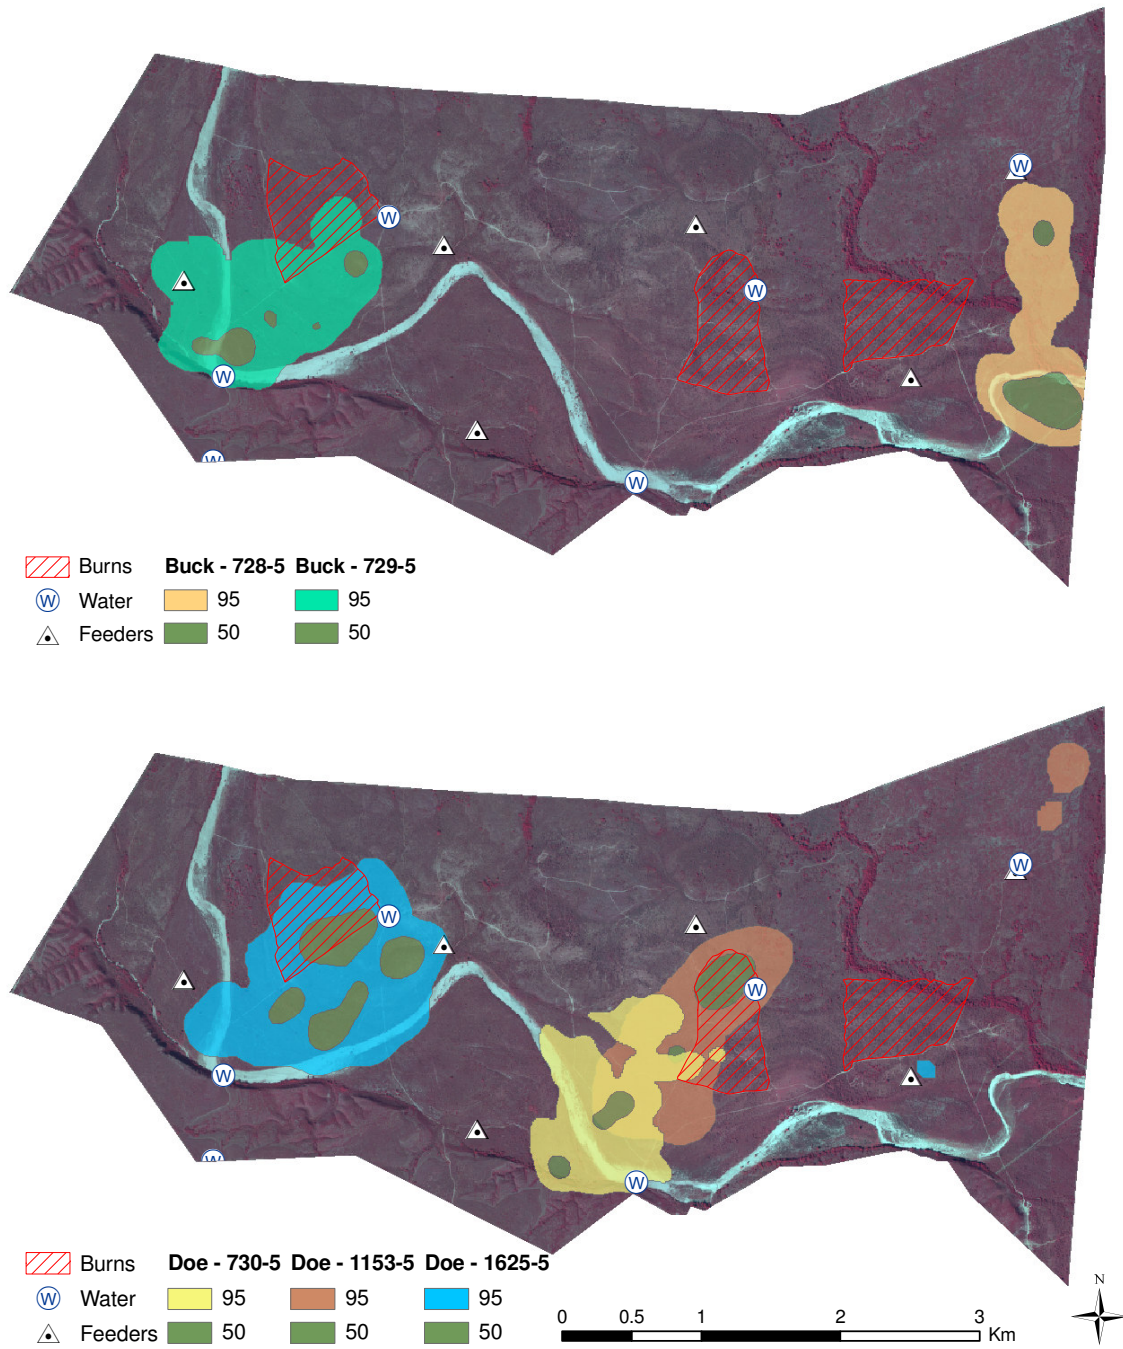 W
W
W
W
W
W
Burns Buck - 728-5 Buck - 729-5
W Water 95 95
Feeders 50 50
W
W
W
W
W
W
Burns Doe - 730-5 Doe - 1153-5 Doe - 1625-5
W Water 95 95 95
Feeders 50 50 50
0 0.5 1 2 3
Km
N